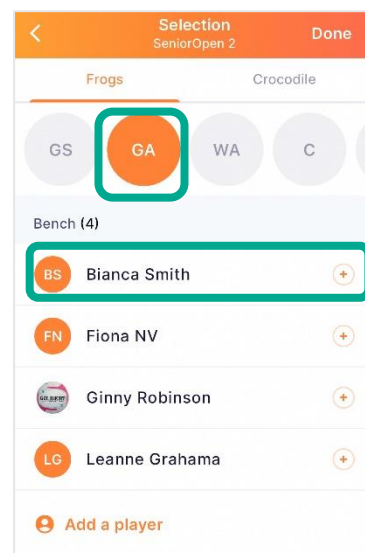 Selection
SeniorOpen 2
Done
Frogs
Crocodile
GS
GA
WA
C
Bench (4)
BS
Bianca Smith
FN
Fiona NV
Ginny Robinson
LG
Leanne Grahama
Add a player